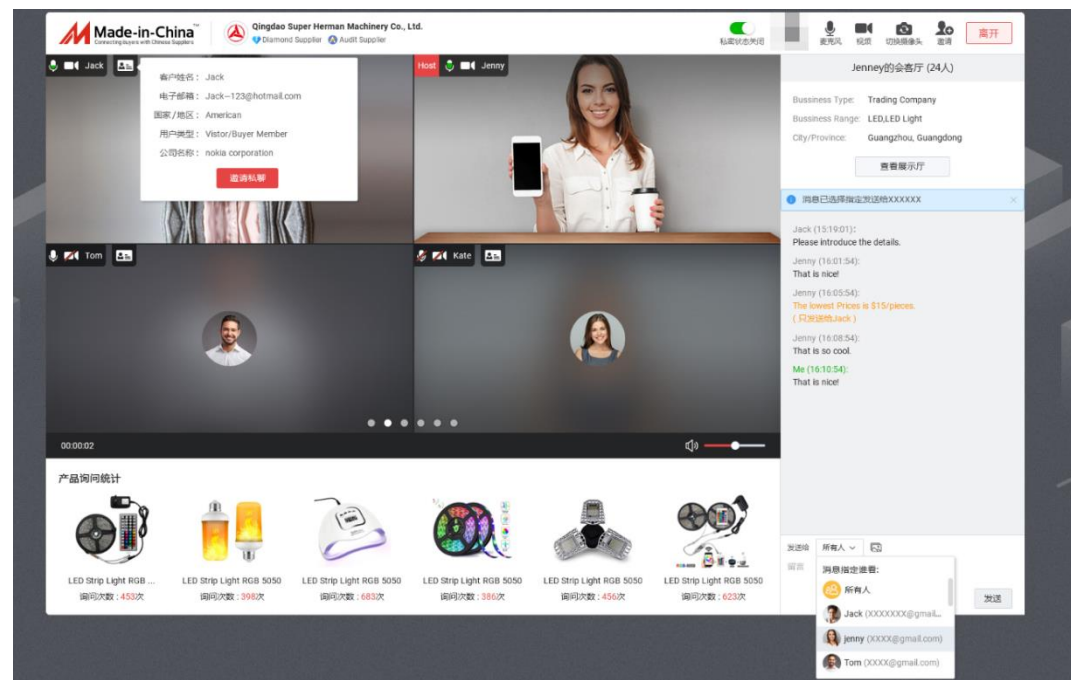 Made-in-China™
Connecting Buyers with Chinese Suppliers
Qingdao Super Herman Machinery Co., Ltd.
Diamond Supplier Audit Supplier
私密状态关闭
麦克风 视频 切换摄像头 邀请
离开
Jack
客户姓名: Jack
电子邮箱: Jack—123@hotmail.com
国家/地区: American
用户类型: Vistor/Buyer Member
公司名称: nokia corporation
邀请私聊
Host Jenny
Tom
Kate
00:00:02
Jenney的会客厅 (24人)
Bussiness Type: Trading Company
Bussiness Range: LED,LED Light
City/Province: Guangzhou, Guangdong
查看展示厅
消息已选择指定发送给XXXXXX
Jack (15:19:01):
Please introduce the details.
Jenny (16:01:54):
That is nice!
Jenny (16:05:54):
The lowest Prices is $15/pieces.
( 只发送给Jack )
Jenny (16:08:54):
That is so cool.
Me (16:10:54):
That is nice!
产品询问统计
LED Strip Light RGB ...
询问次数 : 453次
LED Strip Light RGB 5050
询问次数 : 398次
LED Strip Light RGB 5050
询问次数 : 683次
LED Strip Light RGB 5050
询问次数 : 386次
LED Strip Light RGB 5050
询问次数 : 456次
LED Strip Light RGB 5050
询问次数 : 623次
发送给 所有人
留言
消息指定谁看:
所有人
Jack (XXXXXXX@gmail...
jenny (XXXX@gmail.com)
Tom (XXXX@gmail.com)
发送